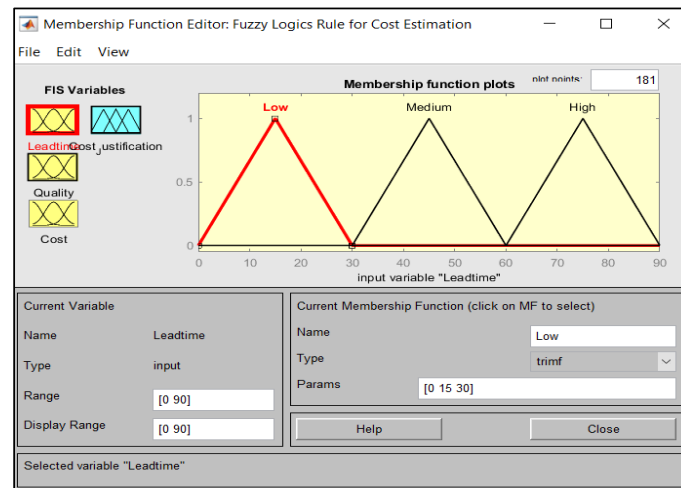 Membership Function Editor: Fuzzy Logics Rule for Cost Estimation
File Edit View
FIS Variables
Membership function plots
plot points:
181
Leadtime
Cost_Justification
Quality
Cost
Low
Medium
High
1
0.5
0
0 10 20 30 40 50 60 70 80 90
input variable "Leadtime"
Current Variable
Name Leadtime
Type input
Range [0 90]
Display Range [0 90]
Current Membership Function (click on MF to select)
Name Low
Type trimf
Params [0 15 30]
Help Close
Selected variable "Leadtime"